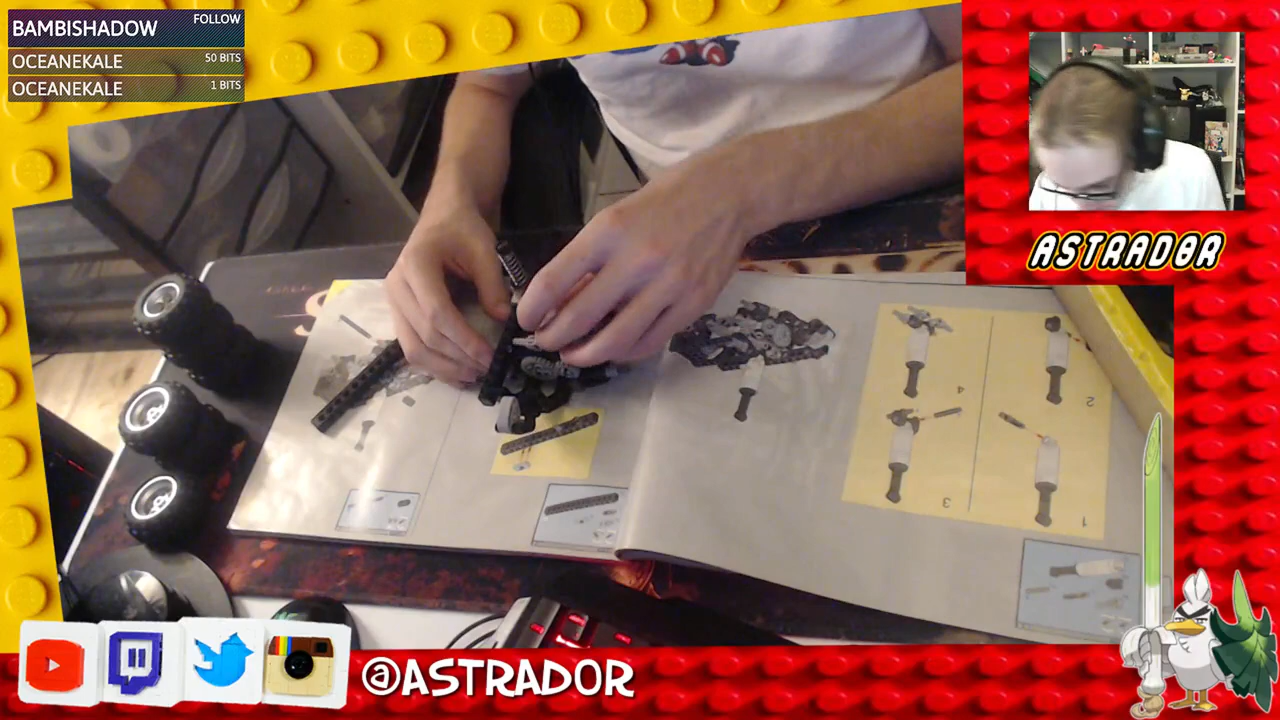 BAMBISHADOW FOLLOW
OCEANEKALE 50 BITS
OCEANEKALE 1 BITS
ASTRADOR
4
2
3
1
@ASTRADOR